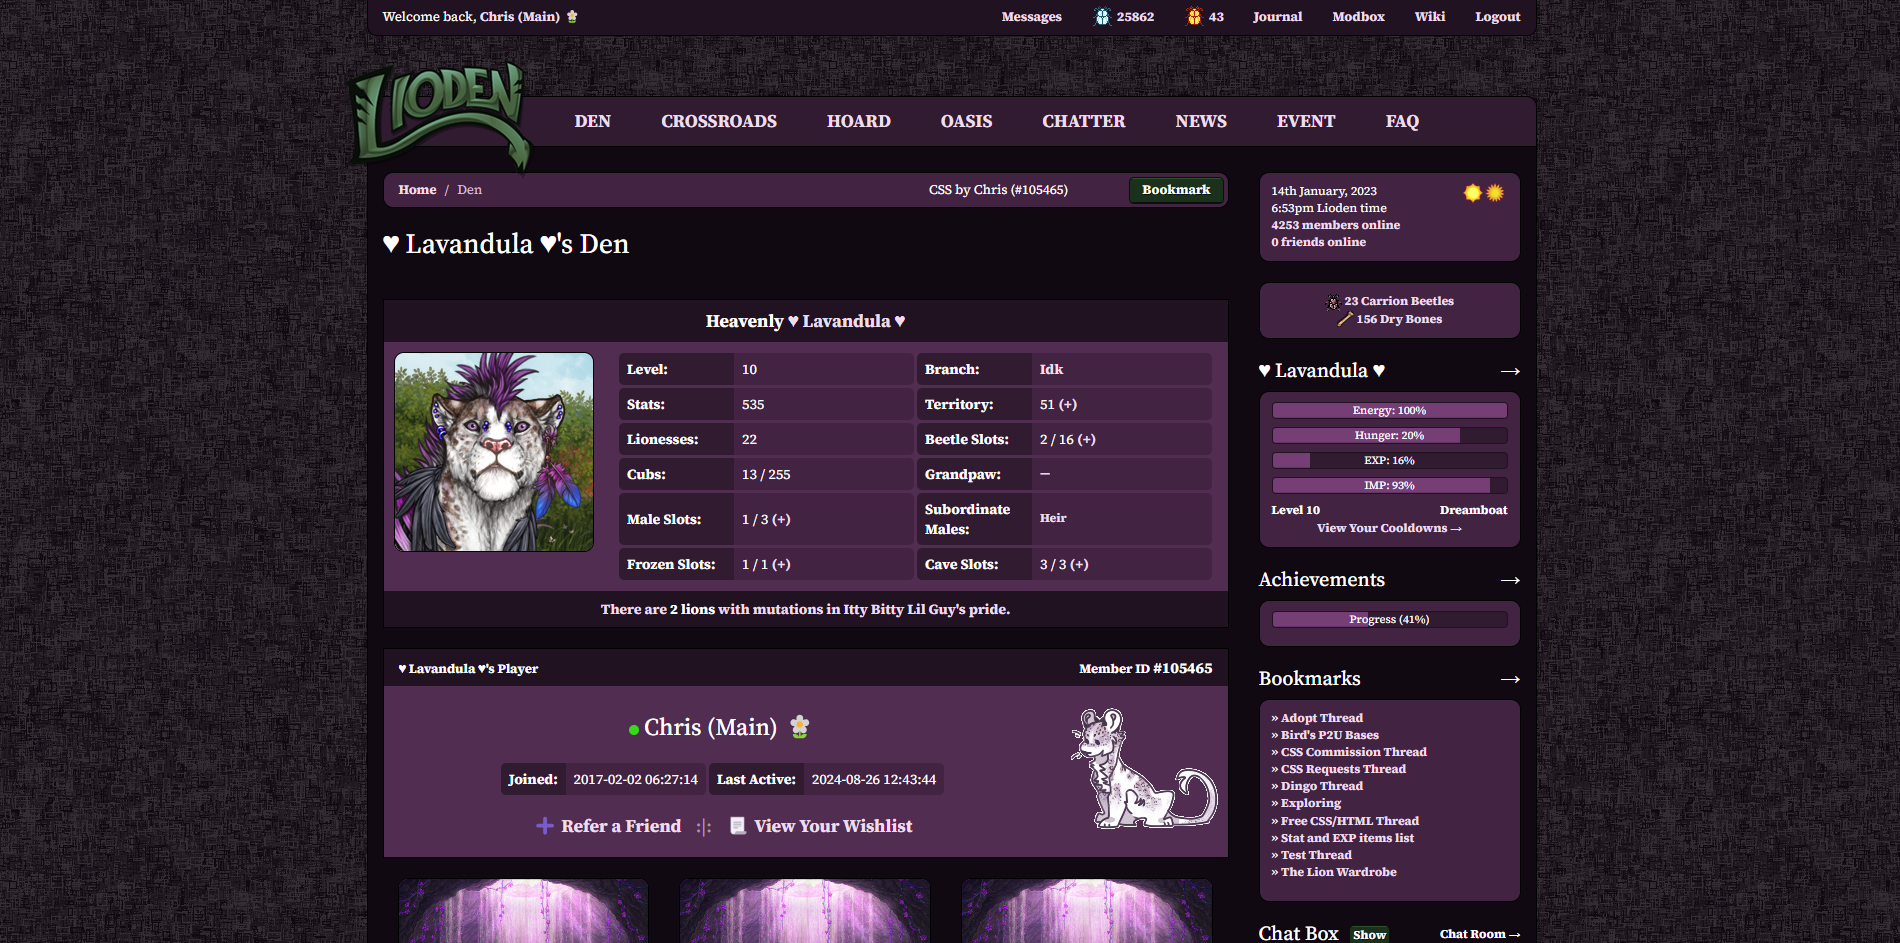 Welcome back, Chris (Main)
Messages 25862 43 Journal Modbox Wiki Logout
LIODEN
DEN CROSSROADS HOARD OASIS CHATTER NEWS EVENT FAQ
Home / Den CSS by Chris (#105465) Bookmark
♥ Lavandula ♥'s Den
Heavenly ♥ Lavandula ♥
Level: 10 Branch: Idk
Stats: 535 Territory: 51 (+)
Lionesses: 22 Beetle Slots: 2 / 16 (+)
Cubs: 13 / 255 Grandpaw: —
Male Slots: 1 / 3 (+) Subordinate Males: Heir
Frozen Slots: 1 / 1 (+) Cave Slots: 3 / 3 (+)
There are 2 lions with mutations in Itty Bitty Lil Guy's pride.
♥ Lavandula ♥'s Player Member ID #105465
Chris (Main)
Joined: 2017-02-02 06:27:14 Last Active: 2024-08-26 12:43:44
Refer a Friend :|: View Your Wishlist
14th January, 2023
6:53pm Lioden time
4253 members online
0 friends online
23 Carrion Beetles
156 Dry Bones
♥ Lavandula ♥ →
Energy: 100%
Hunger: 20%
EXP: 16%
IMP: 93%
Level 10 Dreamboat
View Your Cooldowns →
Achievements →
Progress (41%)
Bookmarks →
» Adopt Thread
» Bird's P2U Bases
» CSS Commission Thread
» CSS Requests Thread
» Dingo Thread
» Exploring
» Free CSS/HTML Thread
» Stat and EXP items list
» Test Thread
» The Lion Wardrobe
Chat Box Show Chat Room →